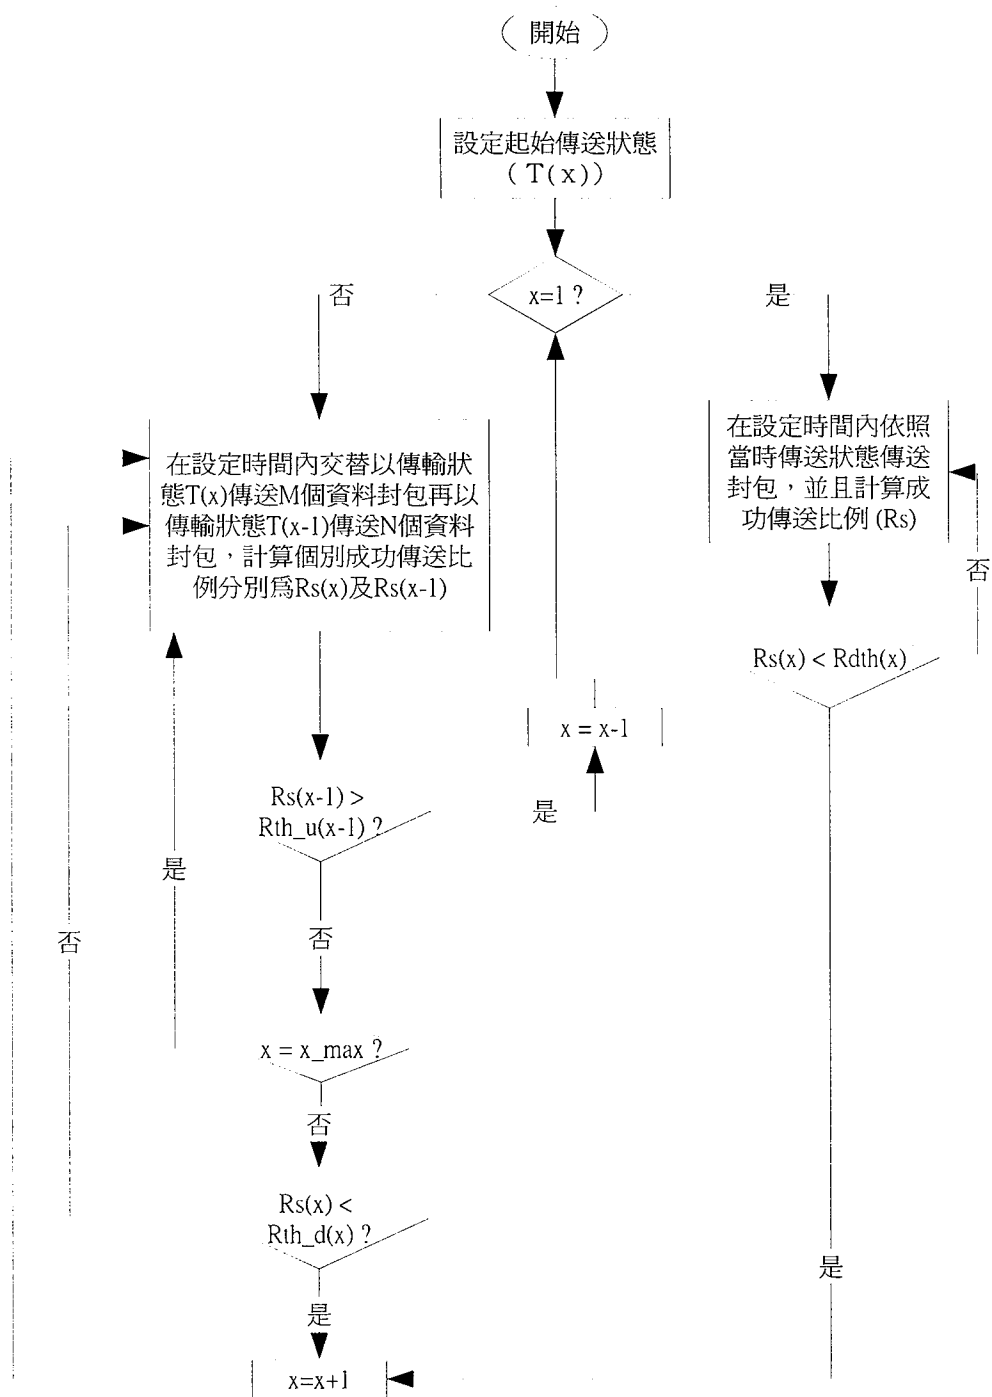 開始
設定起始傳送狀態
(T(x))
x=1 ?
否
是
在設定時間內交替以傳輸狀
態T(x)傳送M個資料封包再以
傳輸狀態T(x-1)傳送N個資料
封包，計算個別成功傳送比
例分別爲Rs(x)及Rs(x-1)
在設定時間內依照
當時傳送狀態傳送
封包，並且計算成
功傳送比例 (Rs)
否
Rs(x) < Rdth(x)
x = x-1
是
Rs(x-1) >
Rth_u(x-1) ?
是
否
否
x = x_max ?
否
Rs(x) <
Rth_d(x) ?
是
是
x=x+1